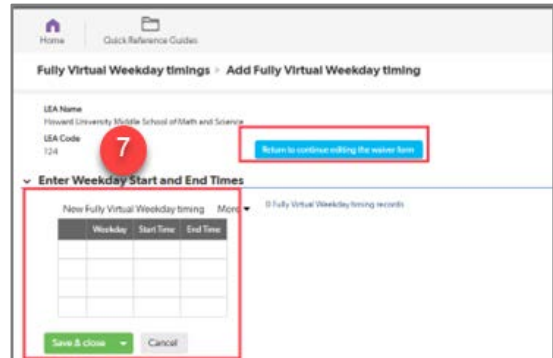 Home Quick Reference Guides
Fully Virtual Weekday timings > Add Fully Virtual Weekday timing
LEA Name
Howard University Middle School of Math and Science
LEA Code
124
7
Return to continue editing the waiver form
Enter Weekday Start and End Times
New Fully Virtual Weekday timing More
0 Fully Virtual Weekday timing records
Weekday Start Time End Time
Save & close Cancel